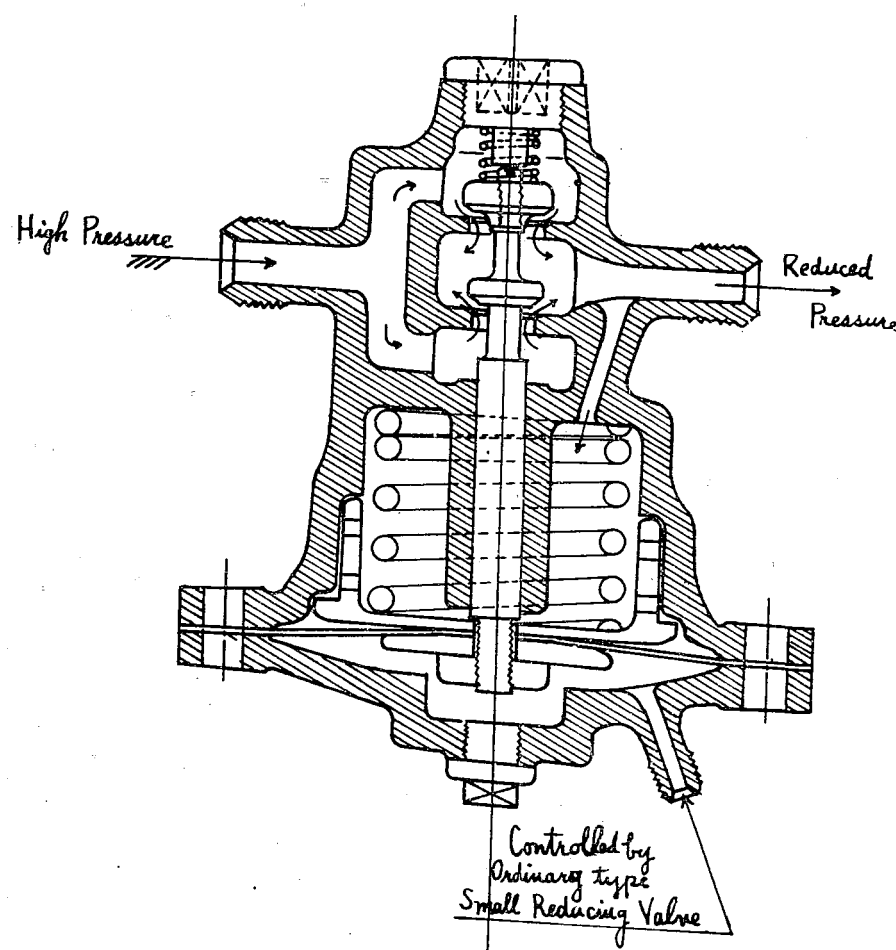 High Pressure
Reduced
Pressure
Controlled by
Ordinary type
Small Reducing Valve